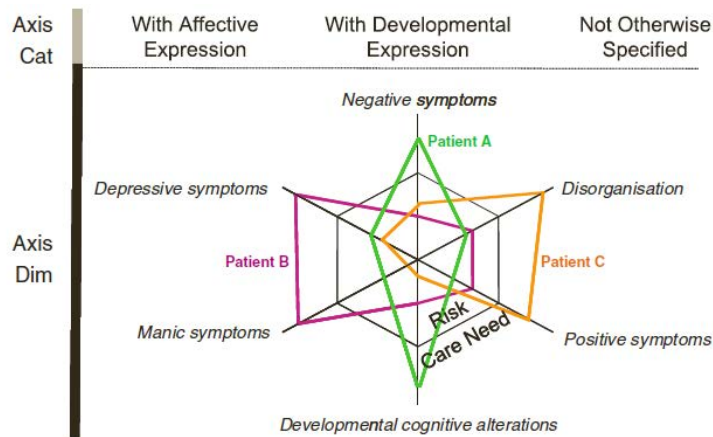 Axis
Cat
With Affective
Expression
With Developmental
Expression
Not Otherwise
Specified
Negative symptoms
Patient A
Depressive symptoms
Disorganisation
Axis
Dim
Patient B
Patient C
Manic symptoms
Risk
Care Need
Positive symptoms
Developmental cognitive alterations